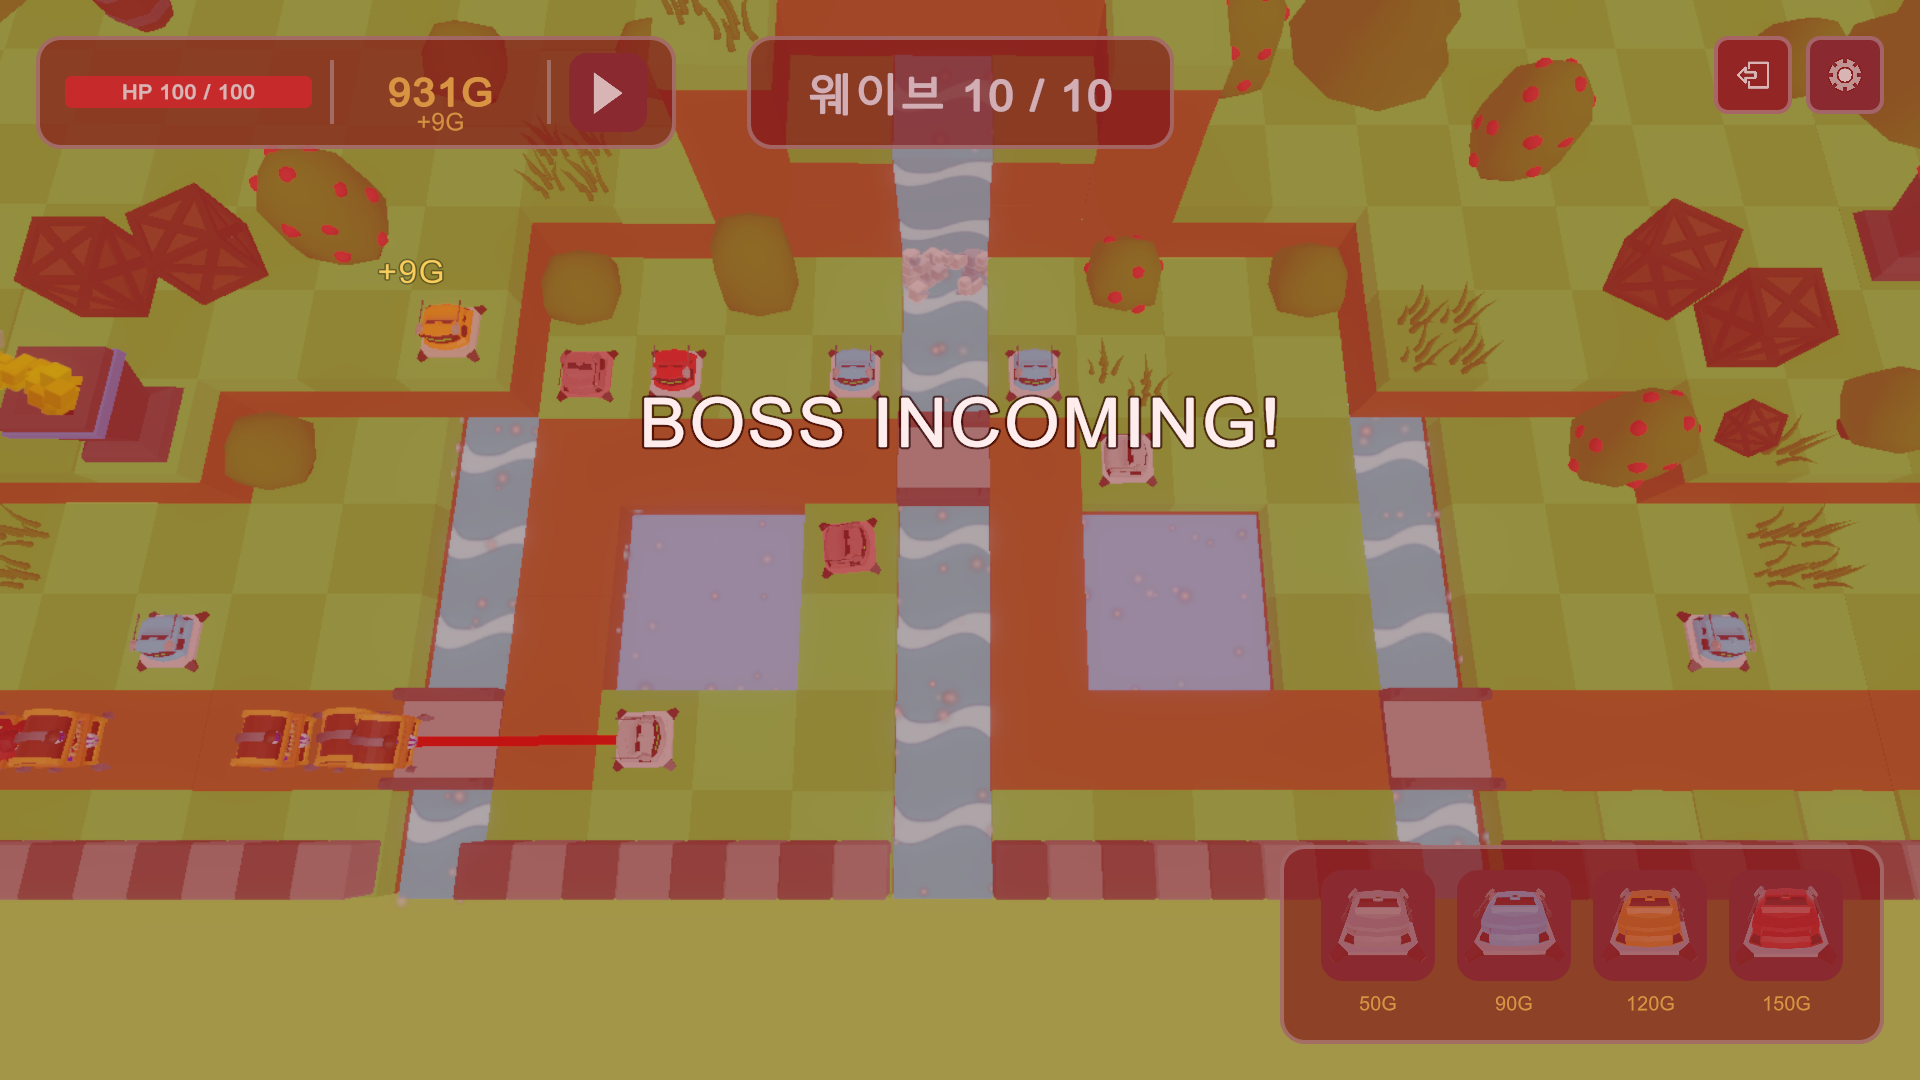 HP 100 / 100
931G
+9G
웨이브 10 / 10
+9G
BOSS INCOMING!
50G
90G
120G
150G